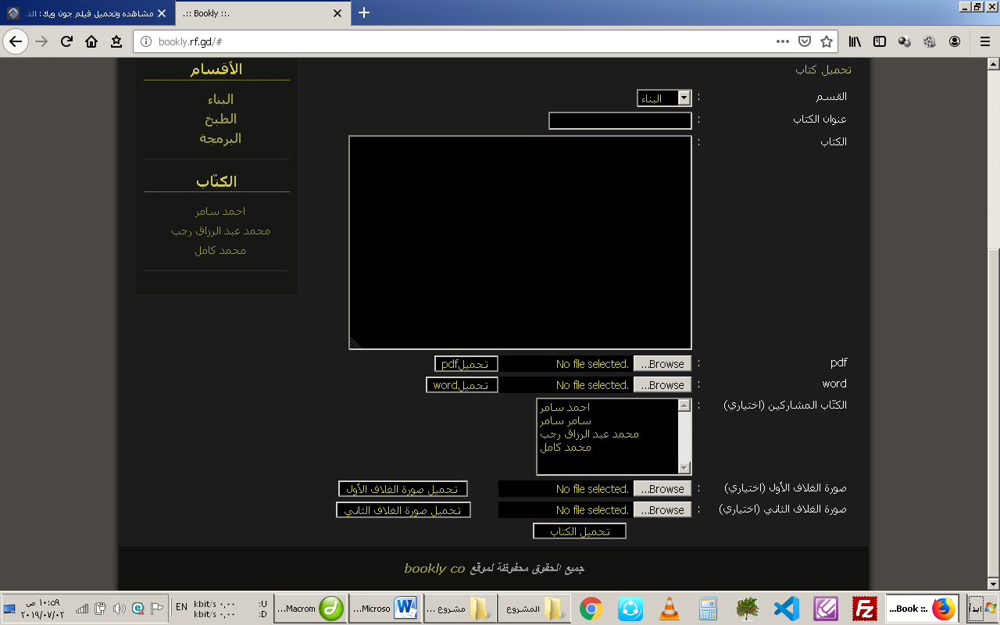 مشاهده وتحميل فيلم جون ويك : الف
.:: Bookly ::.
bookly.rf.gd/#
تحميل كتاب
القسم : البناء
عنوان الكتاب :
الكتاب :
pdf : Browse... No file selected. تحميلpdf
word : Browse... No file selected. تحميلword
الكتّاب المشاركين (اختياري) :
احمد سامر
سامر سامر
محمد عبد الرزاق رجب
محمد كامل
صورة الغلاف الأول (اختياري) : Browse... No file selected. تحميل صورة الغلاف الأول
صورة الغلاف الثاني (اختياري) : Browse... No file selected. تحميل صورة الغلاف الثاني
تحميل الكتاب
الأقسام
البناء
الطبخ
البرمجة
الكتّاب
احمد سامر
محمد عبد الرزاق رجب
محمد كامل
جميع الحقوق محفوظة لموقع bookly co
ابدأ
...Book ::.
المشروع
مشروع ...
...Microso
...Macrom
U: kbit/s ٠,٠٠
D: kbit/s ٠,٠٠
EN
١٠:٥٩ ص
٢٠١٩/٠٧/٠٢